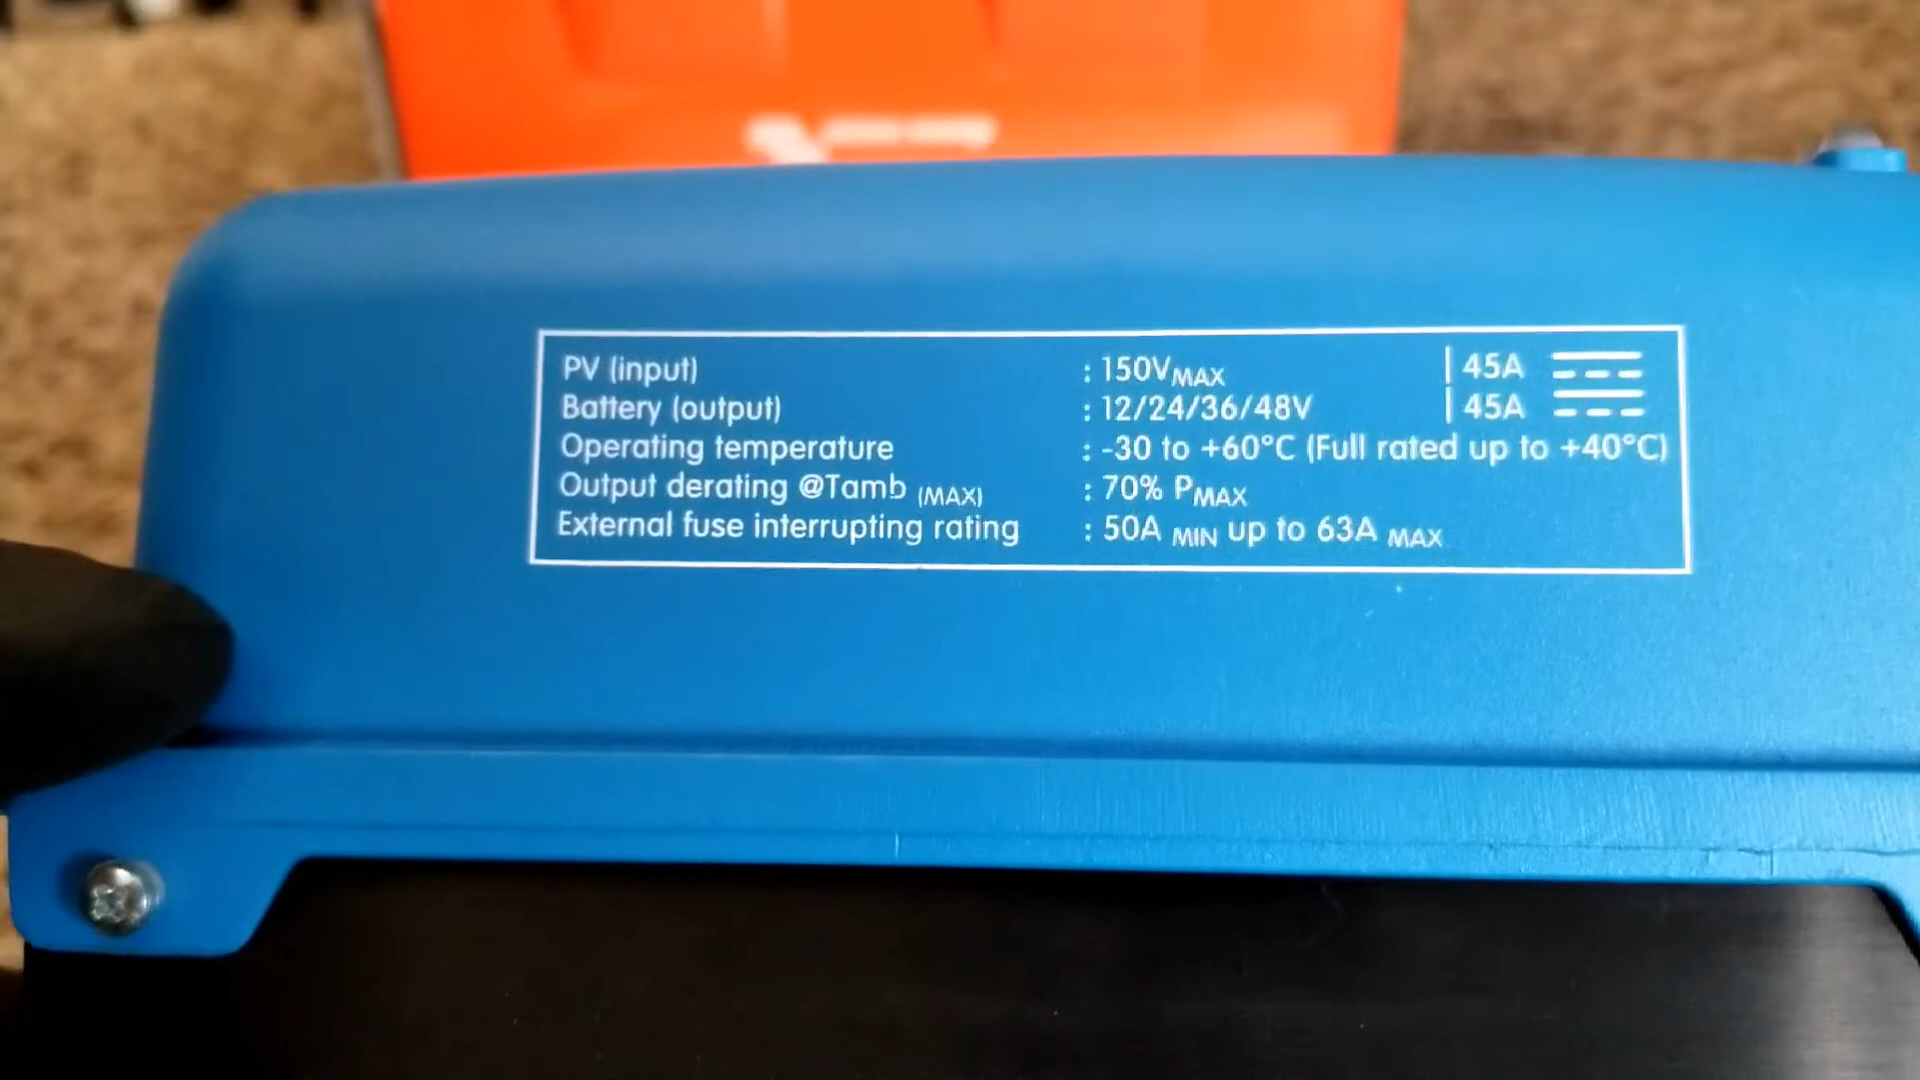 PV (input) : 150VMAX | 45A
Battery (output) : 12/24/36/48V | 45A
Operating temperature : -30 to +60°C (Full rated up to +40°C)
Output derating @Tamb (MAX) : 70% PMAX
External fuse interrupting rating : 50A MIN up to 63A MAX